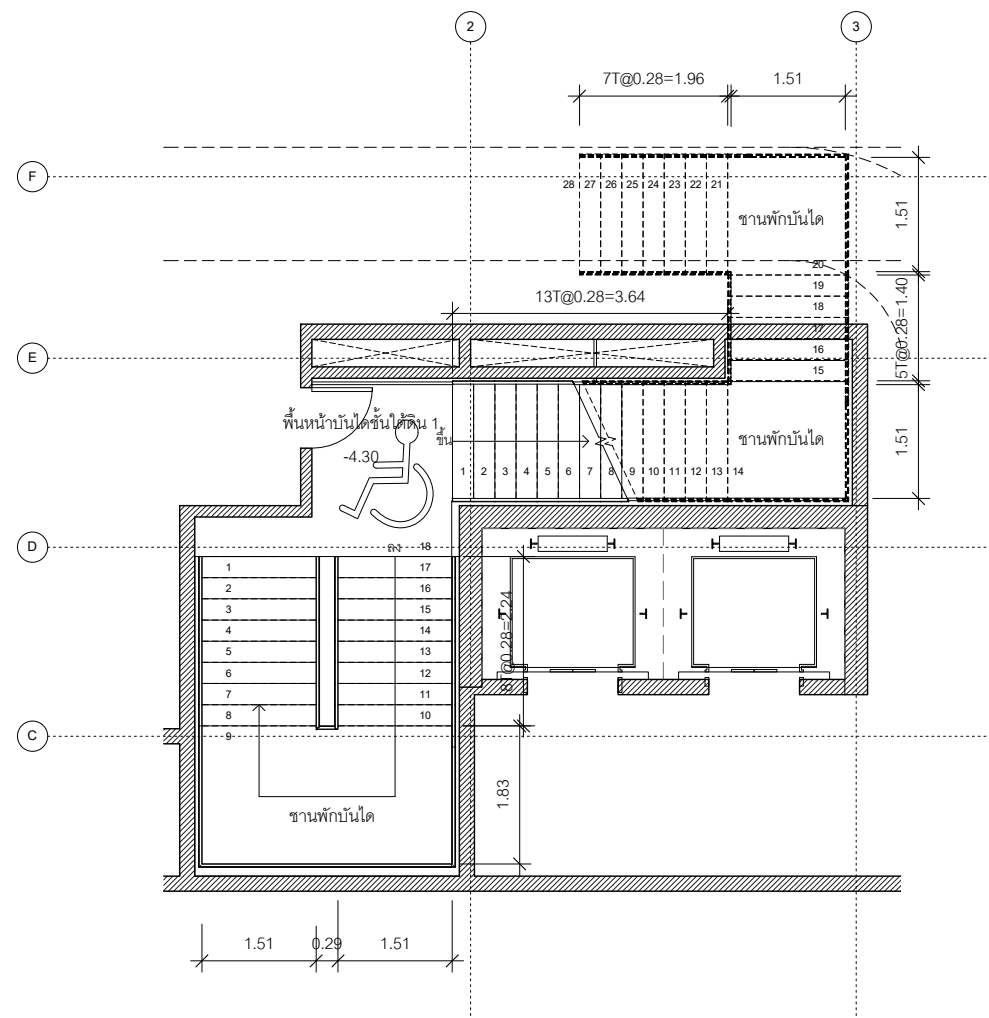 2
3
7T@0.28=1.96
1.51
F
28 27 26 25 24 23 22 21
ชานพักบันได
1.51
20
19
18
17
16
15
5T@0.28=1.40
13T@0.28=3.64
E
พื้นหน้าบันไดชั้นใต้ดิน 1
-4.30
ขึ้น
1 2 3 4 5 6 7 8 9 10 11 12 13 14
ชานพักบันได
1.51
D
ลง 18
1 17
2 16
3 15
4 14
5 13
6 12
7 11
8 10
9
8T@0.28=2.24
C
1.83
ชานพักบันได
1.51
0.29
1.51